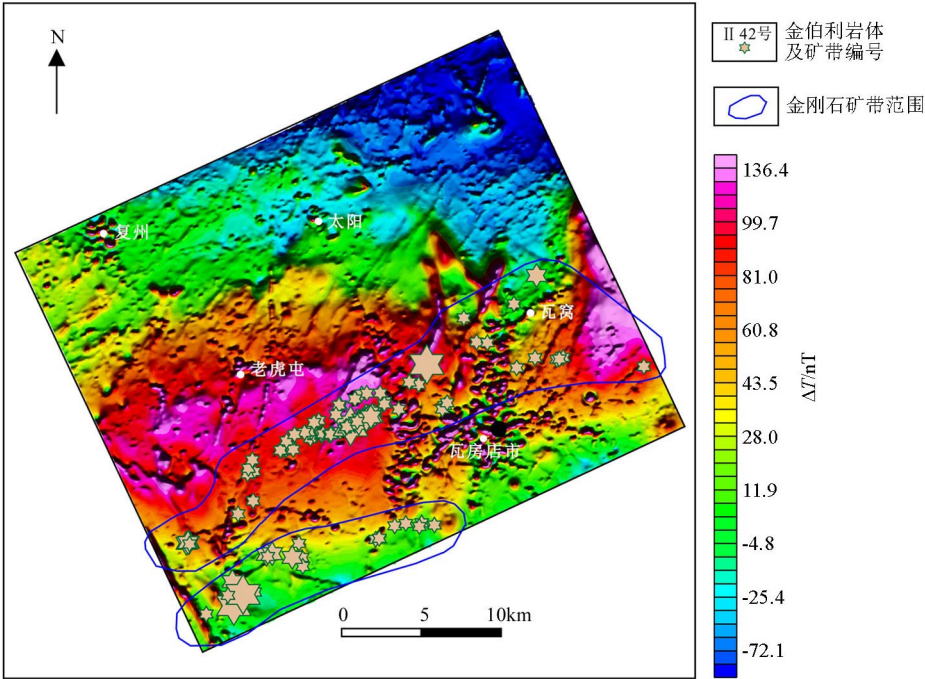 N
II 42号
金伯利岩体
及矿带编号
金刚石矿带范围
复州
太阳
瓦窝
老虎屯
瓦房店市
136.4
99.7
81.0
60.8
43.5
28.0
11.9
-4.8
-25.4
-72.1
ΔT/nT
0 5 10km